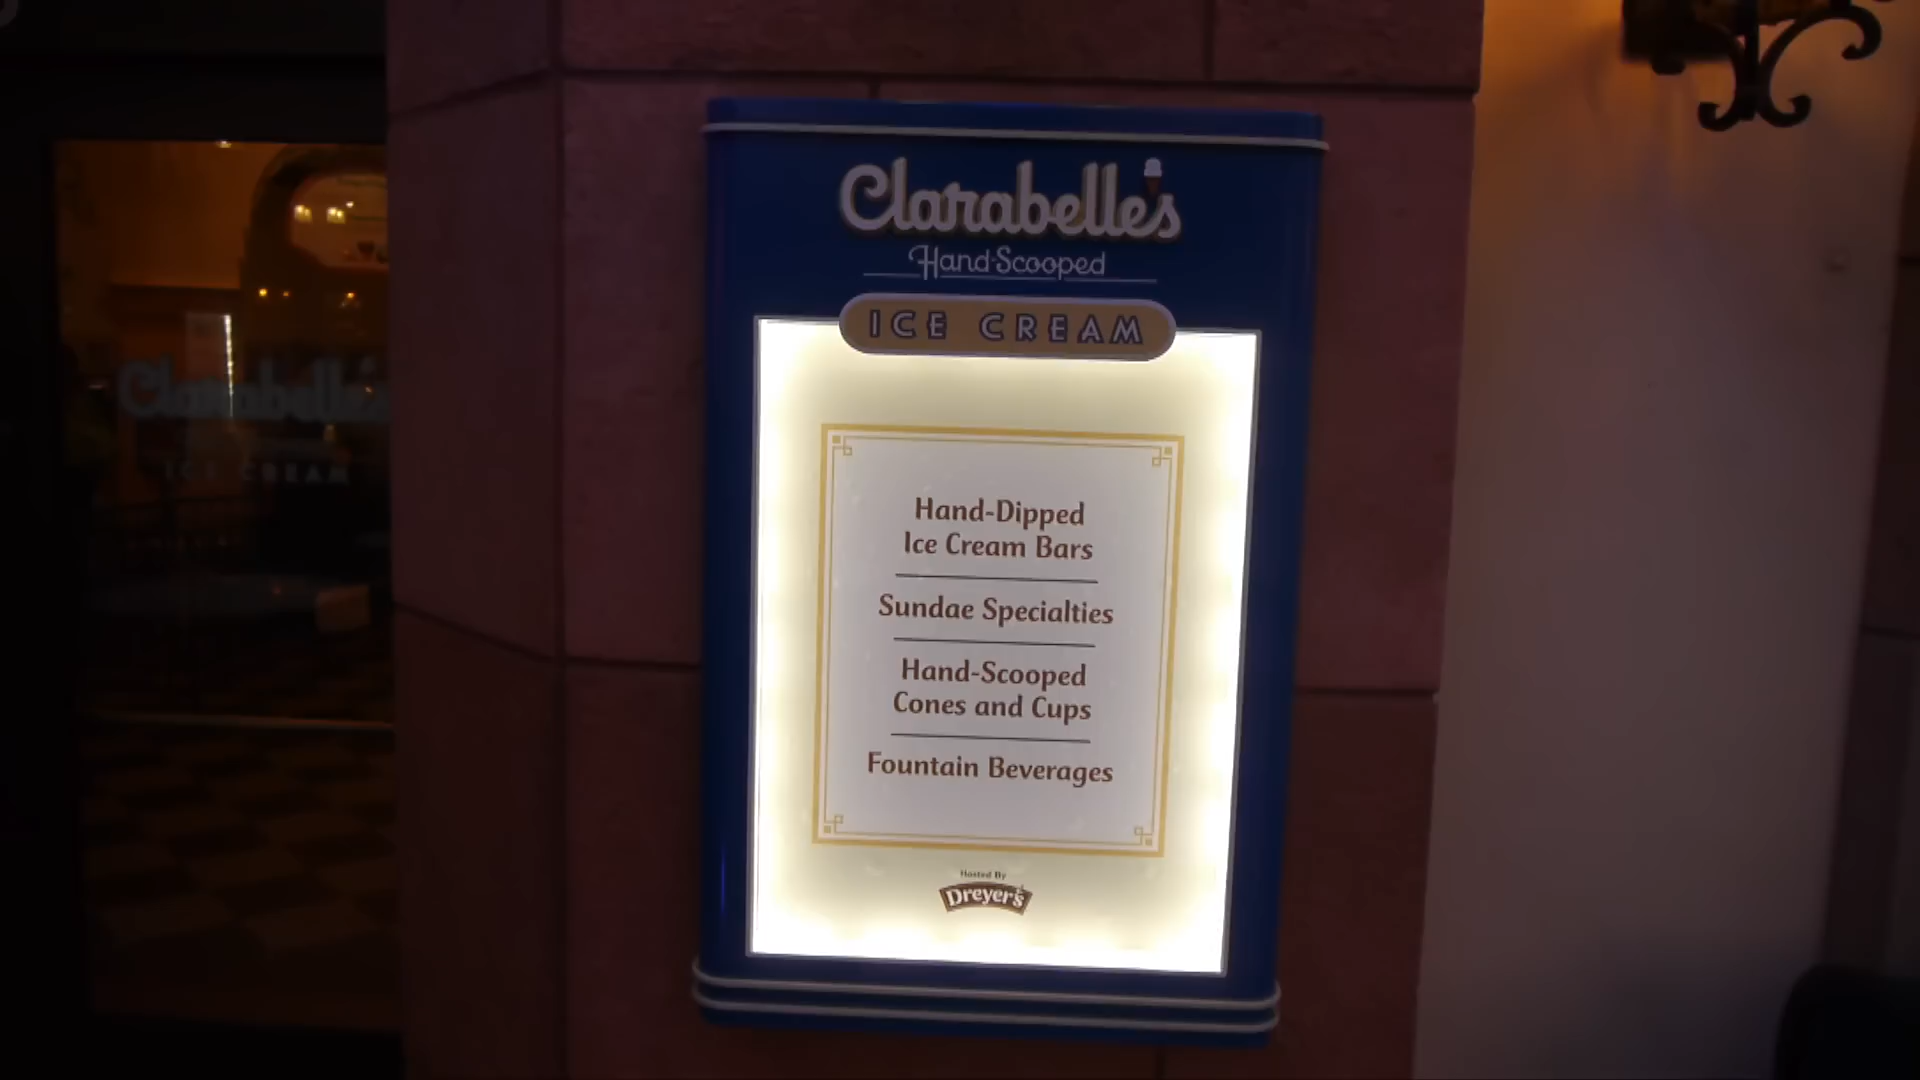 Clarabelle's
Hand-Scooped
ICE CREAM
Hand-Dipped
Ice Cream Bars
Sundae Specialties
Hand-Scooped
Cones and Cups
Fountain Beverages
Hosted By
Dreyer's
Clarabelle's
ICE CREAM